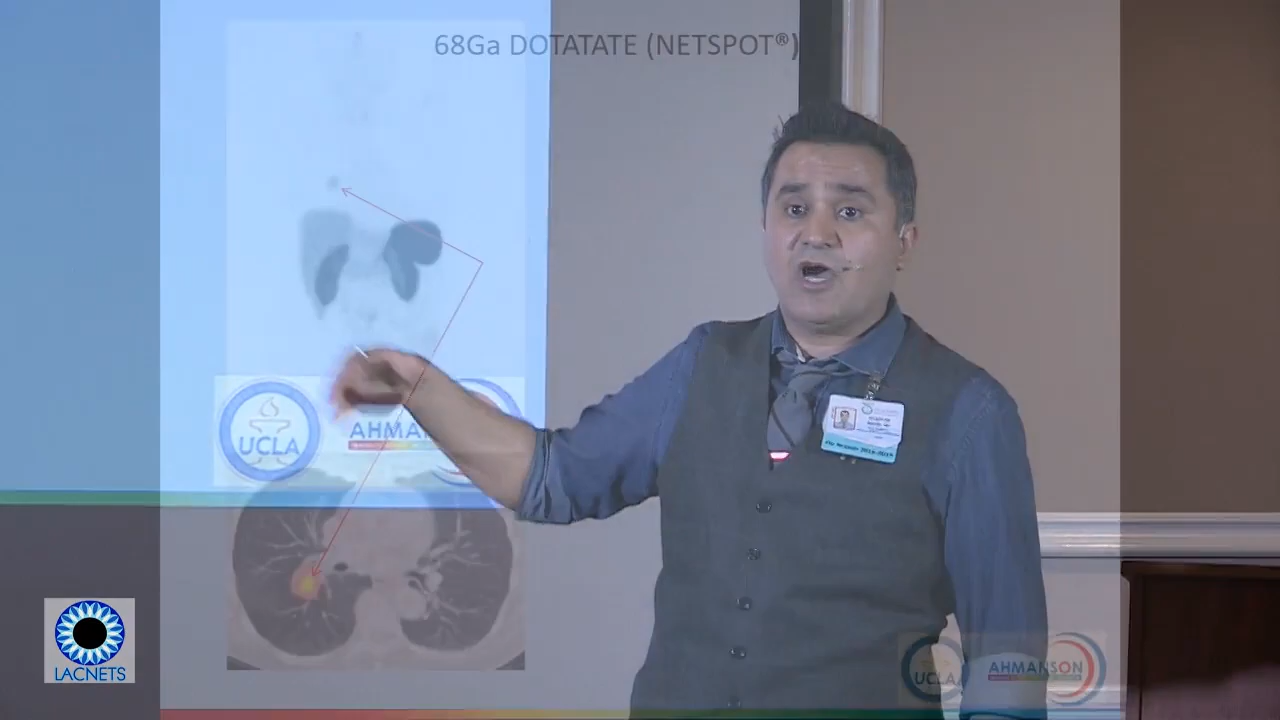 68Ga DOTATATE (NETSPOT®)
UCLA
AHMAN
LACNETS
UCLA
AHMANSON